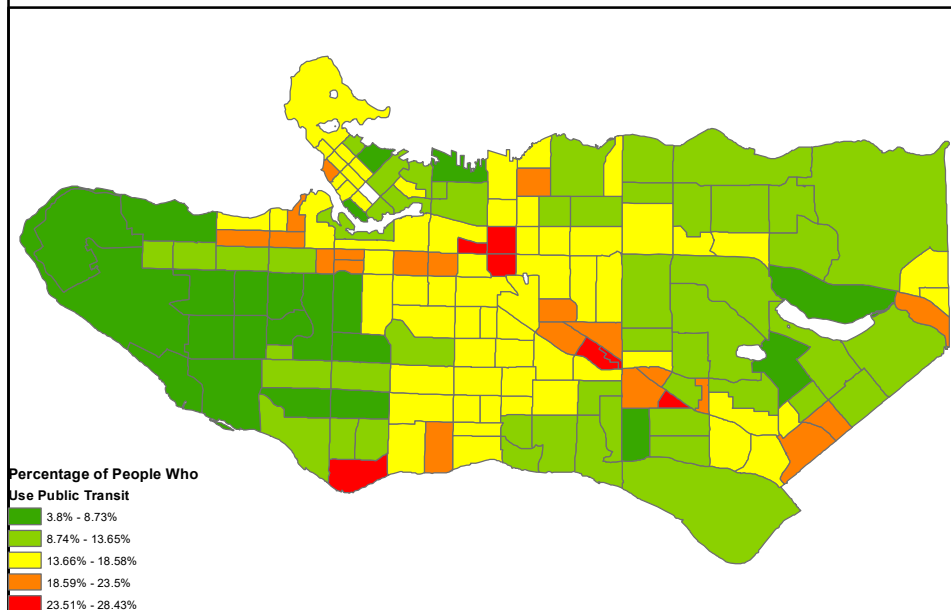 Percentage of People Who
Use Public Transit
3.8% - 8.73%
8.74% - 13.65%
13.66% - 18.58%
18.59% - 23.5%
23.51% - 28.43%